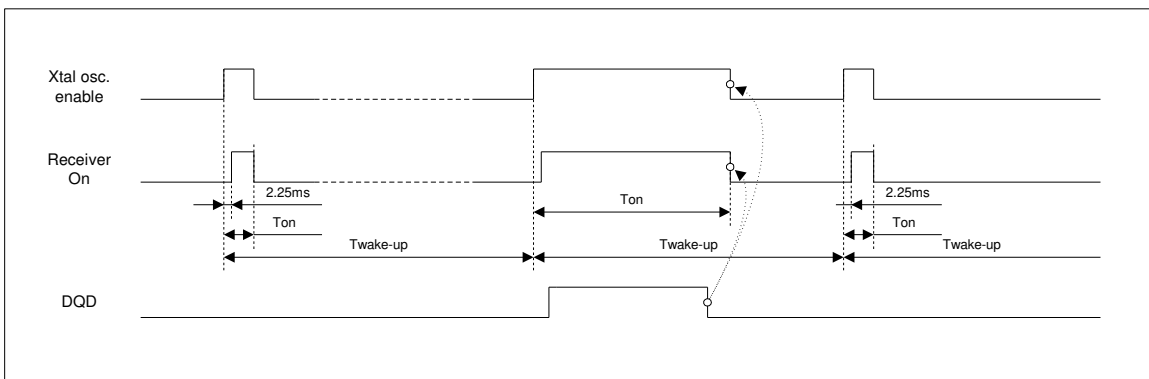 Xtal osc.
enable
Receiver
On
2.25ms
Ton
Ton
2.25ms
Ton
Twake-up
Twake-up
Twake-up
DQD